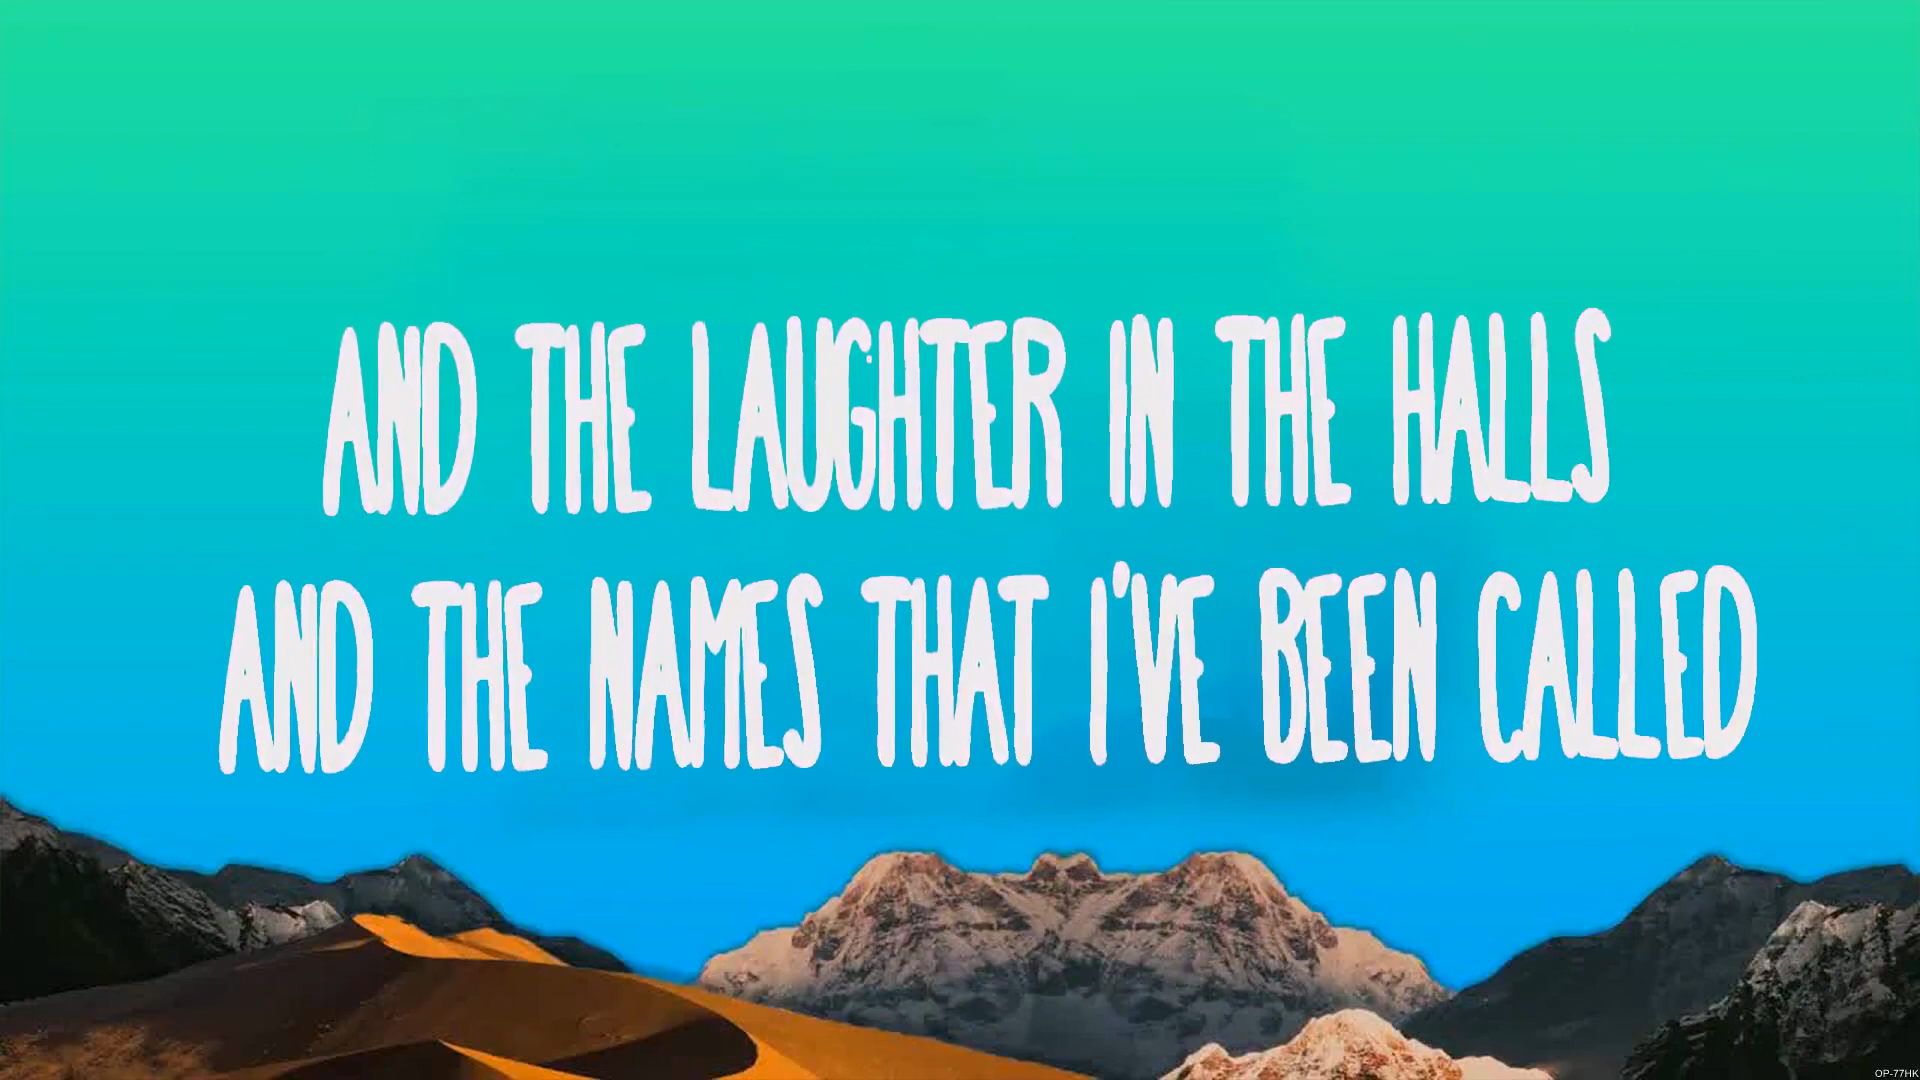 AND THE LAUGHTER IN THE HALLS
AND THE NAMES THAT I'VE BEEN CALLED
OP-77HK